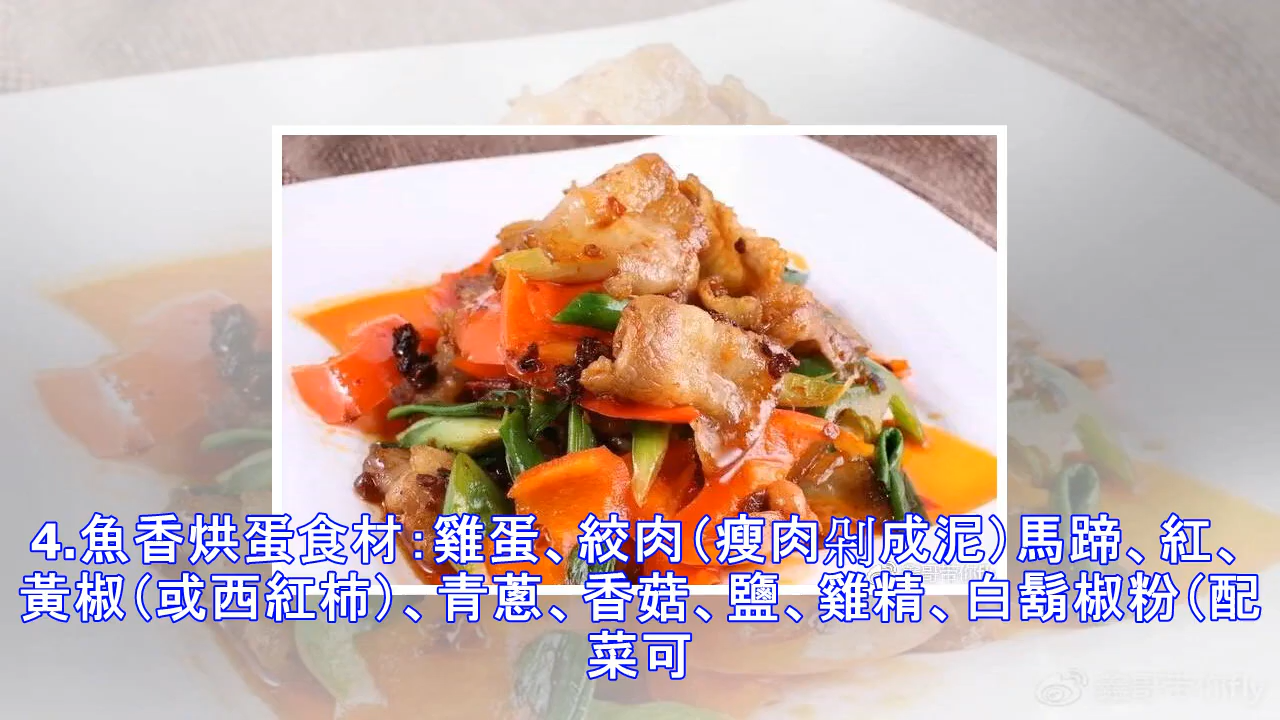 4.魚香烘蛋食材:雞蛋、絞肉(瘦肉剁成泥)馬蹄、紅、
黃椒(或西紅柿)、青蔥、香菇、鹽、雞精、白鬍椒粉(配
菜可